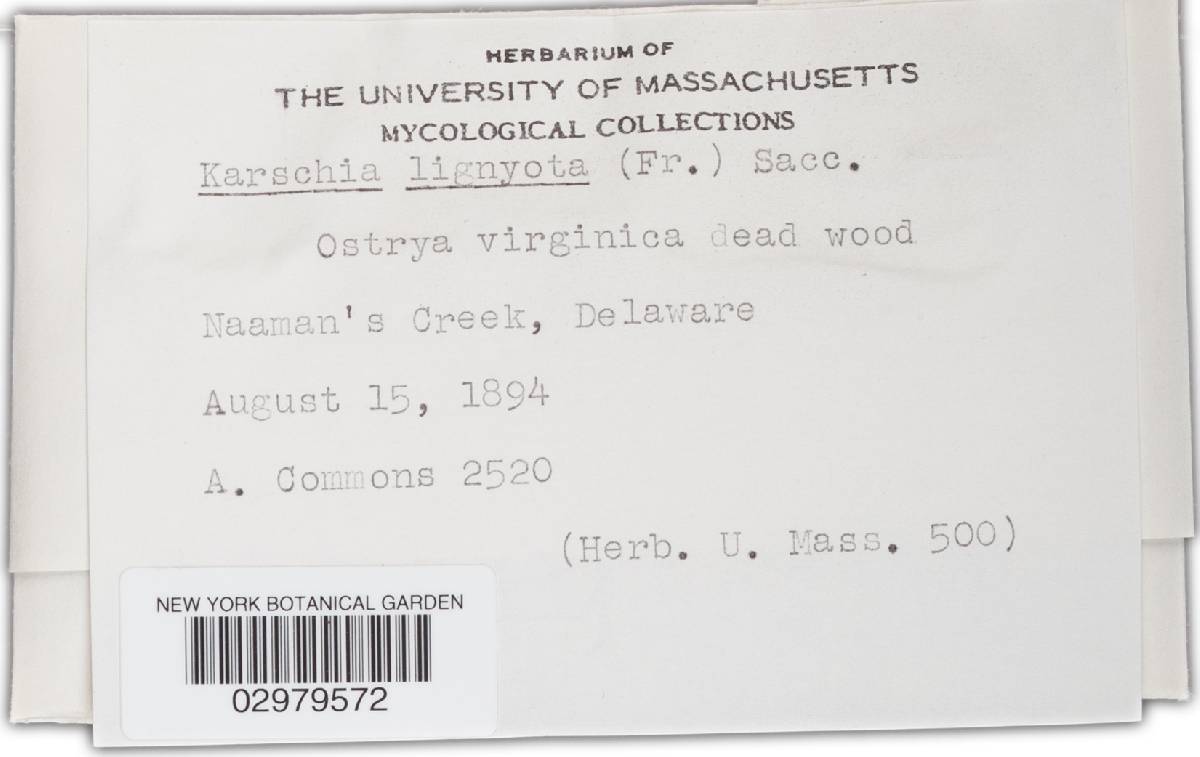 HERBARIUM OF
THE UNIVERSITY OF MASSACHUSETTS
MYCOLOGICAL COLLECTIONS
Karschia lignyota (Fr.) Sacc.
Ostrya virginica dead wood
Naaman's Creek, Delaware
August 15, 1894
A. Commons 2520
(Herb. U. Mass. 500)
NEW YORK BOTANICAL GARDEN
02979572